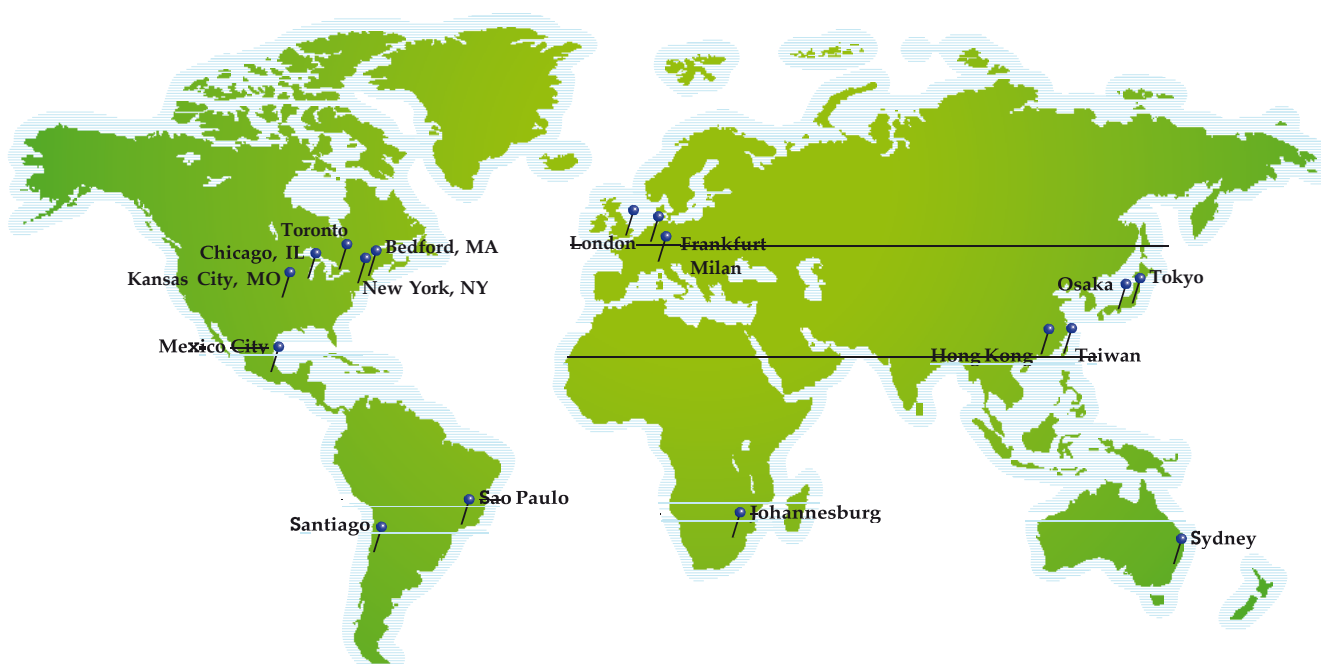 Toronto
Chicago, IL
Bedford, MA
Kansas City, MO
New York, NY
Mexico City
London
Frankfurt
Milan
Osaka
Tokyo
Hong Kong
Taiwan
Sao Paulo
Santiago
Johannesburg
Sydney